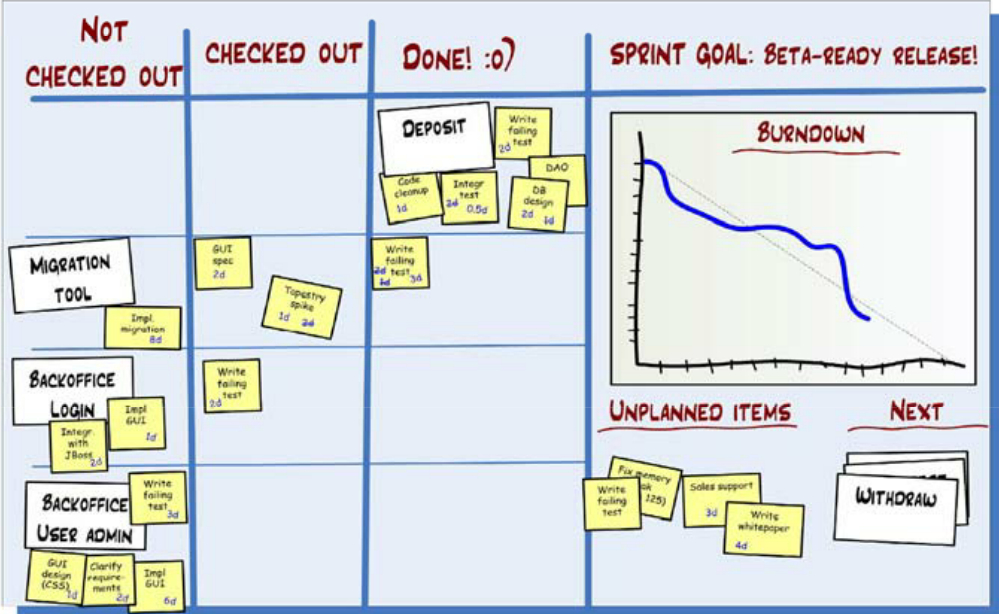 NOT
CHECKED OUT
CHECKED OUT
DONE! :o)
SPRINT GOAL: BETA-READY RELEASE!
DEPOSIT
Write
failing
test
2d
DAO
Code
cleanup
1d
Integr
test
2d 0.5d
DB
design
2d 1d
MIGRATION
TOOL
Impl.
migration
8d
GUI
spec
2d
Tapestry
spike
1d 2d
Write
failing
2d test 3d
1d
BACKOFFICE
LOGIN
Integr.
with
JBoss
2d
Impl
GUI
1d
Write
failing
test
2d
BACKOFFICE
USER ADMIN
Write
failing
test
3d
GUI
design
(CSS)
1d
Clarify
require-
ments
2d
Impl
GUI
6d
BURNDOWN
UNPLANNED ITEMS
NEXT
Fix memory
125)
Write
failing
test
Sales support
3d
Write
whitepaper
4d
WITHDRAW